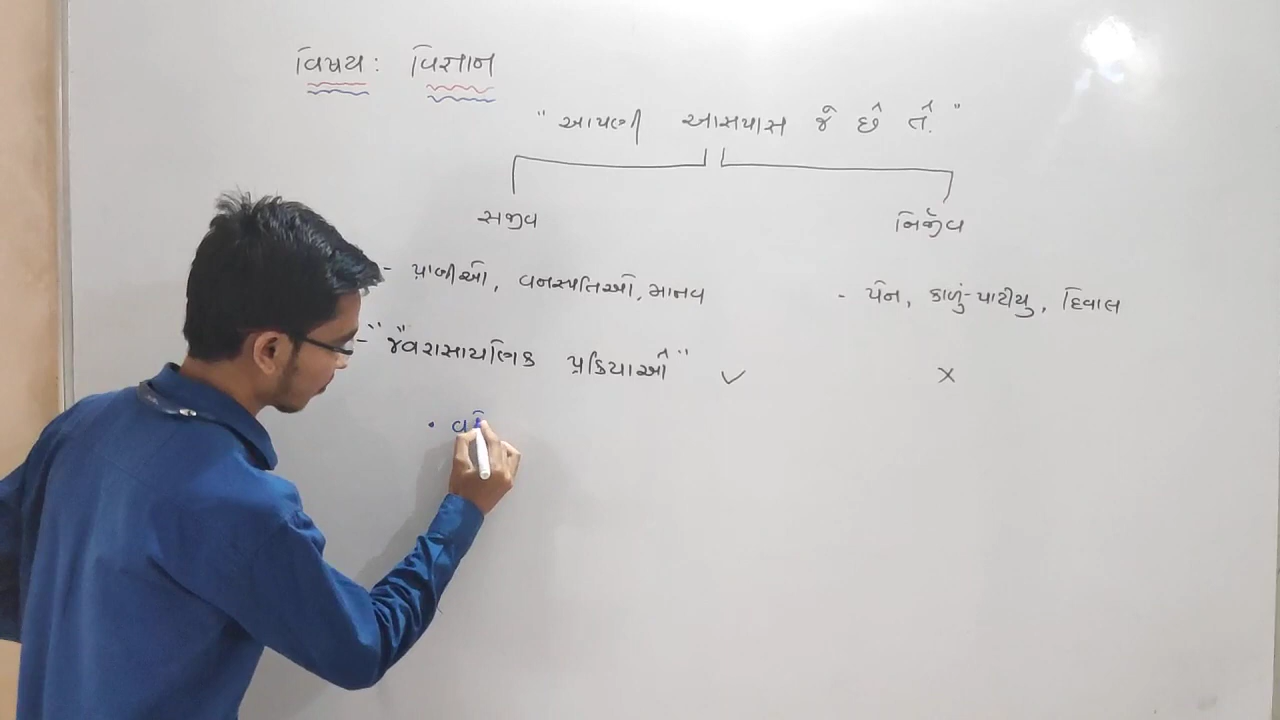 વિષય : વિજ્ઞાન
" આપણી આસપાસ જે છે તે. "
સજીવ નિર્જીવ
- પ્રાણીઓ, વનસ્પતિઓ, માનવ - પેન, કાળું-પાટીયુ, દિવાલ
- "જૈવરાસાયણિક પ્રક્રિયાઓ" ✓ ×